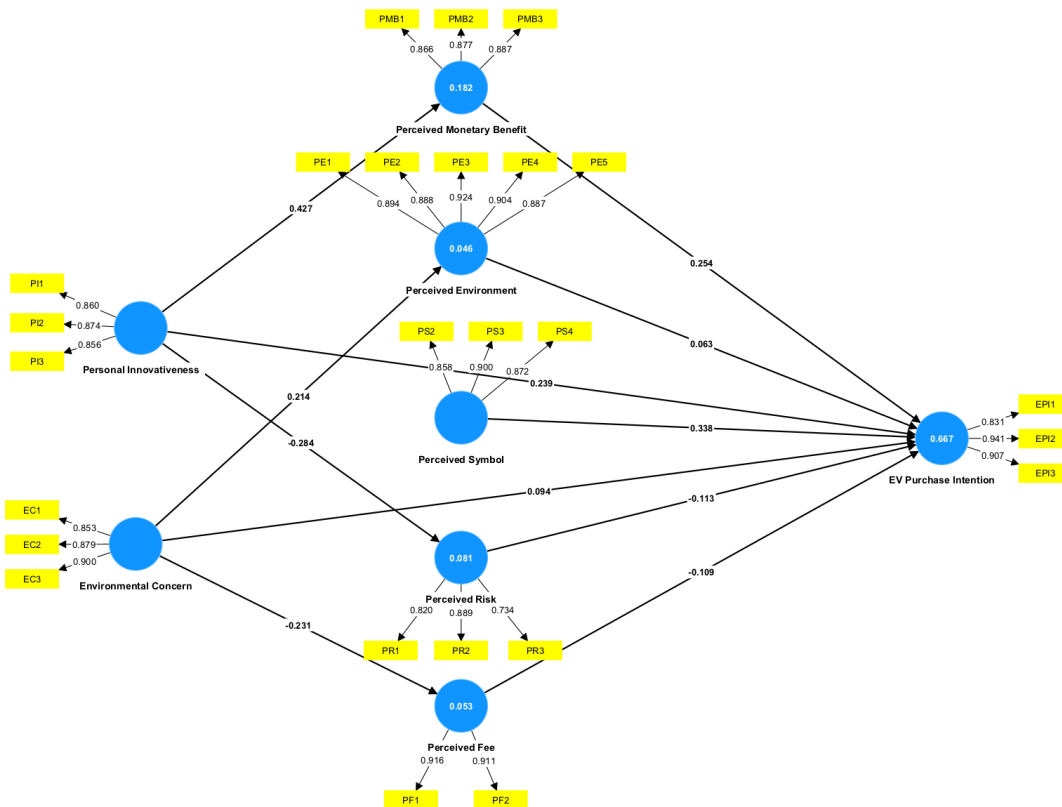 PMB1 PMB2 PMB3
0.866 0.877 0.887
0.182
Perceived Monetary Benefit
PE1 PE2 PE3 PE4 PE5
0.894 0.888 0.924 0.904 0.887
0.427
0.046
0.254
Perceived Environment
PI1
0.860
PI2
0.874
PI3
0.856
Personal Innovativeness
PS2 PS3 PS4
0.858 0.900 0.872
0.063
0.239
0.214
0.338
Perceived Symbol
-0.284
EPI1
0.831
0.667
0.941
EPI2
0.907
EPI3
EV Purchase Intention
0.094
-0.113
EC1
0.853
EC2
0.879
EC3
0.900
Environmental Concern
0.081
-0.109
Perceived Risk
0.820 0.889 0.734
-0.231
PR1 PR2 PR3
0.053
Perceived Fee
0.916 0.911
PF1 PF2